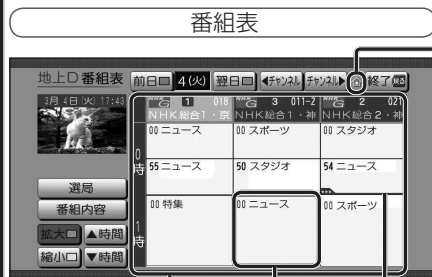 番組表
地上D番組表 前日 4(火) 翌日 ◀チャンネル チャンネル▶ 終了 戻る
3月 4日(火) 17:43
1 018 3 011-2 2 021
NHK総合1・京 NHK総合1・神 NHK総合2・神
00 ニュース 00 スポーツ 00 スタジオ
0時
55 ニュース 50 スタジオ 54 ニュース
選局
番組内容
00 特集 00 ニュース 00 スポーツ
1時
拡大 ▲時間
縮小 ▼時間